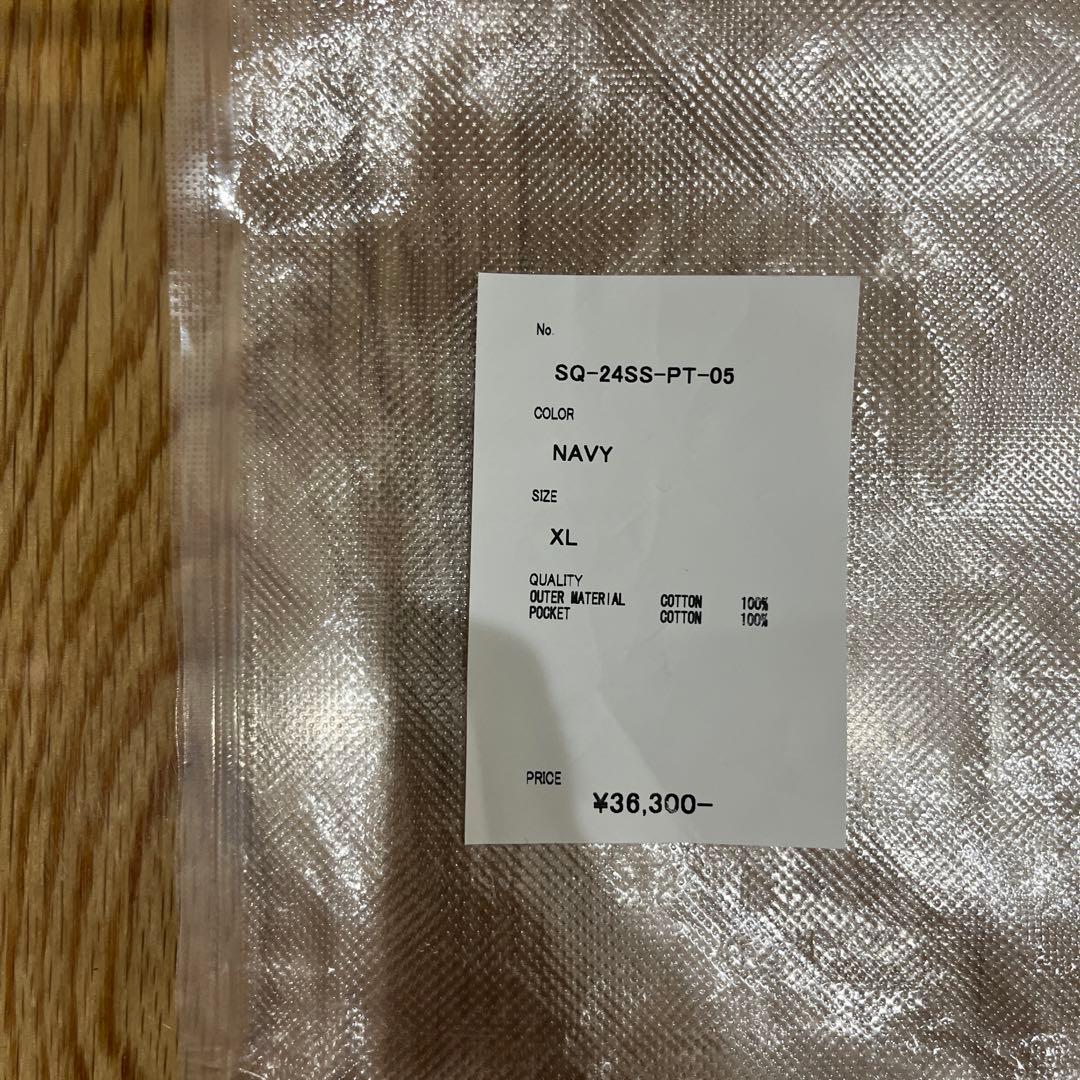 No.
SQ-24SS-PT-05
COLOR
NAVY
SIZE
XL
QUALITY
OUTER MATERIAL COTTON 100%
POCKET COTTON 100%
PRICE
¥36,300-